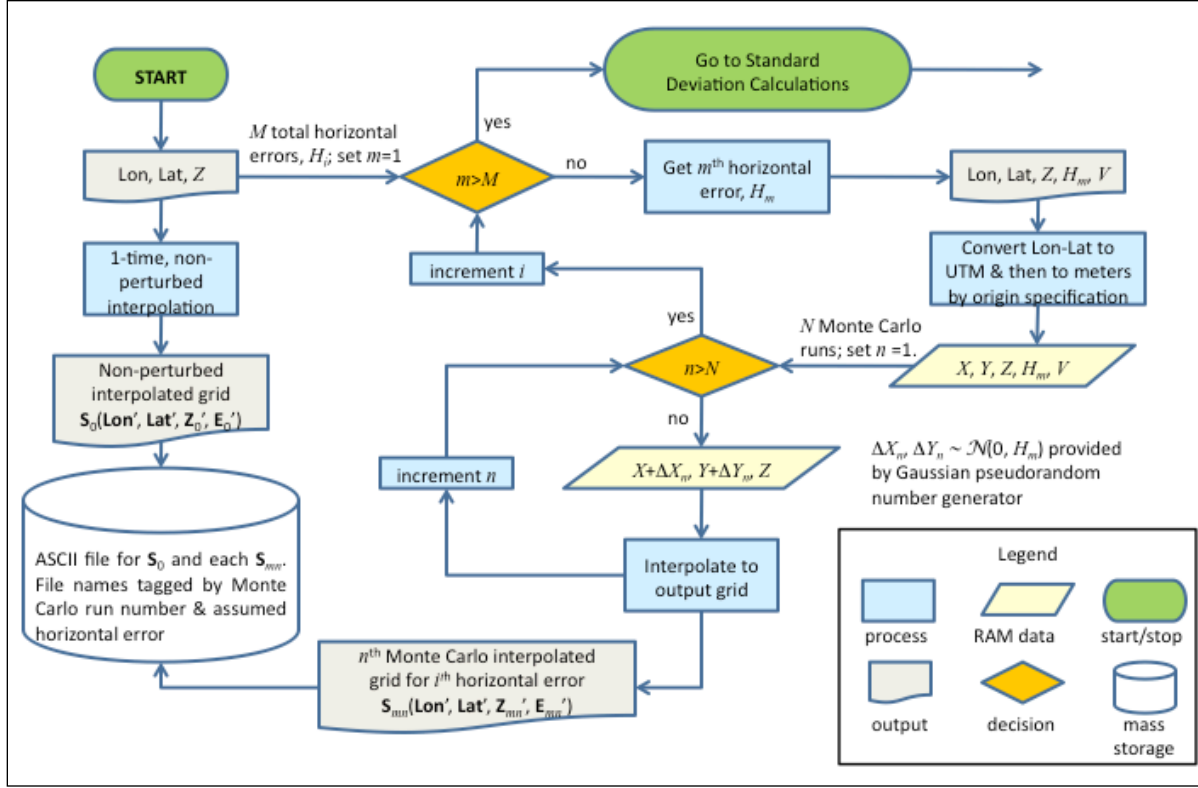 START
Go to Standard
Deviation Calculations
yes
M total horizontal
errors, Hᵢ; set m=1
Lon, Lat, Z
m>M
no
Get mᵗʰ horizontal
error, Hₘ
Lon, Lat, Z, Hₘ, V
1-time, non-
perturbed
interpolation
increment i
Convert Lon-Lat to
UTM & then to meters
by origin specification
yes
N Monte Carlo
runs; set n =1.
Non-perturbed
interpolated grid
S₀(Lon′, Lat′, Z₀′, E₀′)
n>N
X, Y, Z, Hₘ, V
no
increment n
X+ΔXₙ, Y+ΔYₙ, Z
ΔXₙ, ΔYₙ ~ 𝒩(0, Hₘ) provided
by Gaussian pseudorandom
number generator
ASCII file for S₀ and each Sₘₙ.
File names tagged by Monte
Carlo run number & assumed
horizontal error
Interpolate to
output grid
nᵗʰ Monte Carlo interpolated
grid for iᵗʰ horizontal error
Sₘₙ(Lon′, Lat′, Zₘₙ′, Eₘₙ′)
Legend
process
RAM data
start/stop
output
decision
mass
storage